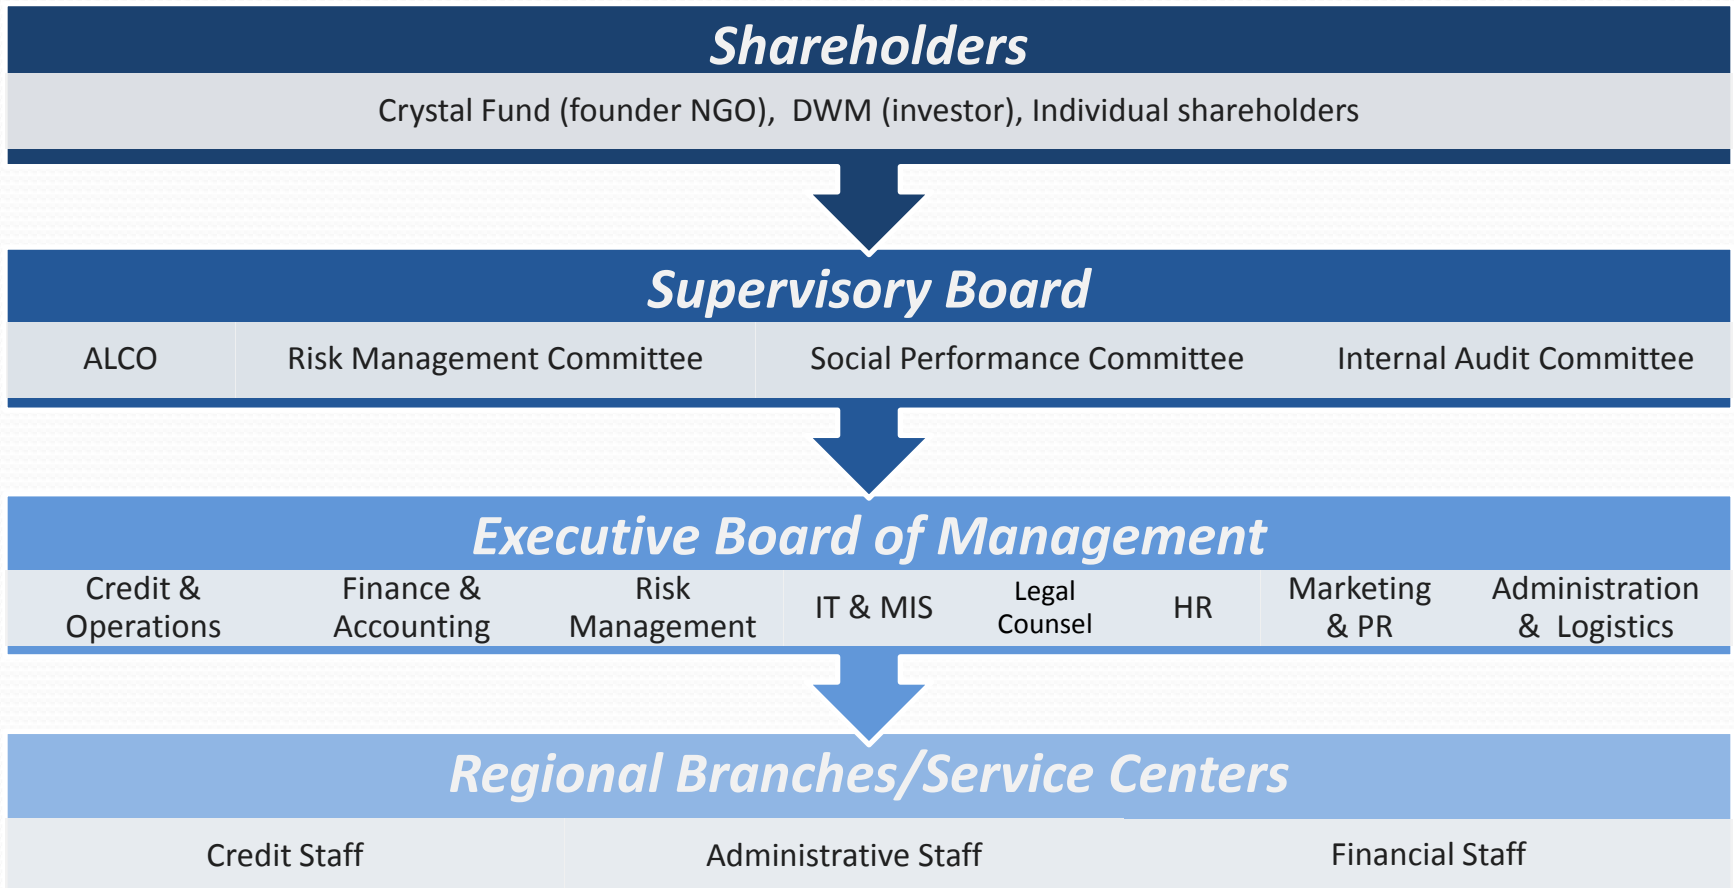 Shareholders
Crystal Fund (founder NGO),  DWM (investor), Individual shareholders
Supervisory Board
ALCO
Risk Management Committee
Social Performance Committee
Internal Audit Committee
Executive Board of Management
Credit &
Operations
Finance &
Accounting
Risk
Management
IT & MIS
Legal
Counsel
HR
Marketing
& PR
Administration
&  Logistics
Regional Branches/Service Centers
Credit Staff
Administrative Staff
Financial Staff